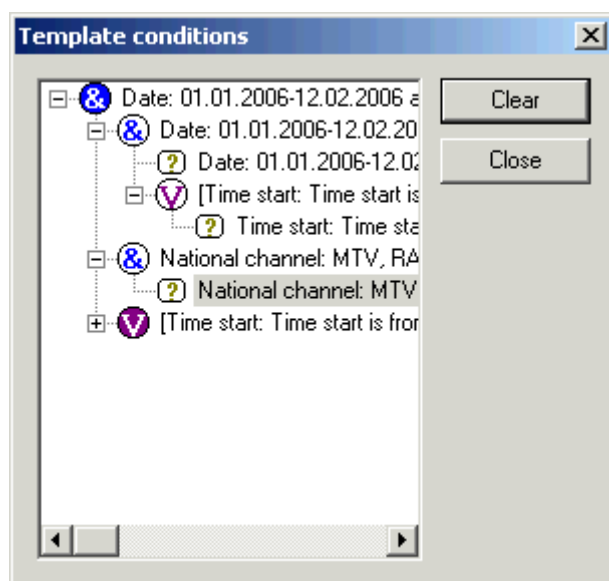 Template conditions
& Date: 01.01.2006-12.02.2006 a
& Date: 01.01.2006-12.02.20
? Date: 01.01.2006-12.02
V [Time start: Time start is
? Time start: Time sta
& National channel: MTV, RA
? National channel: MTV
V [Time start: Time start is from
Clear
Close